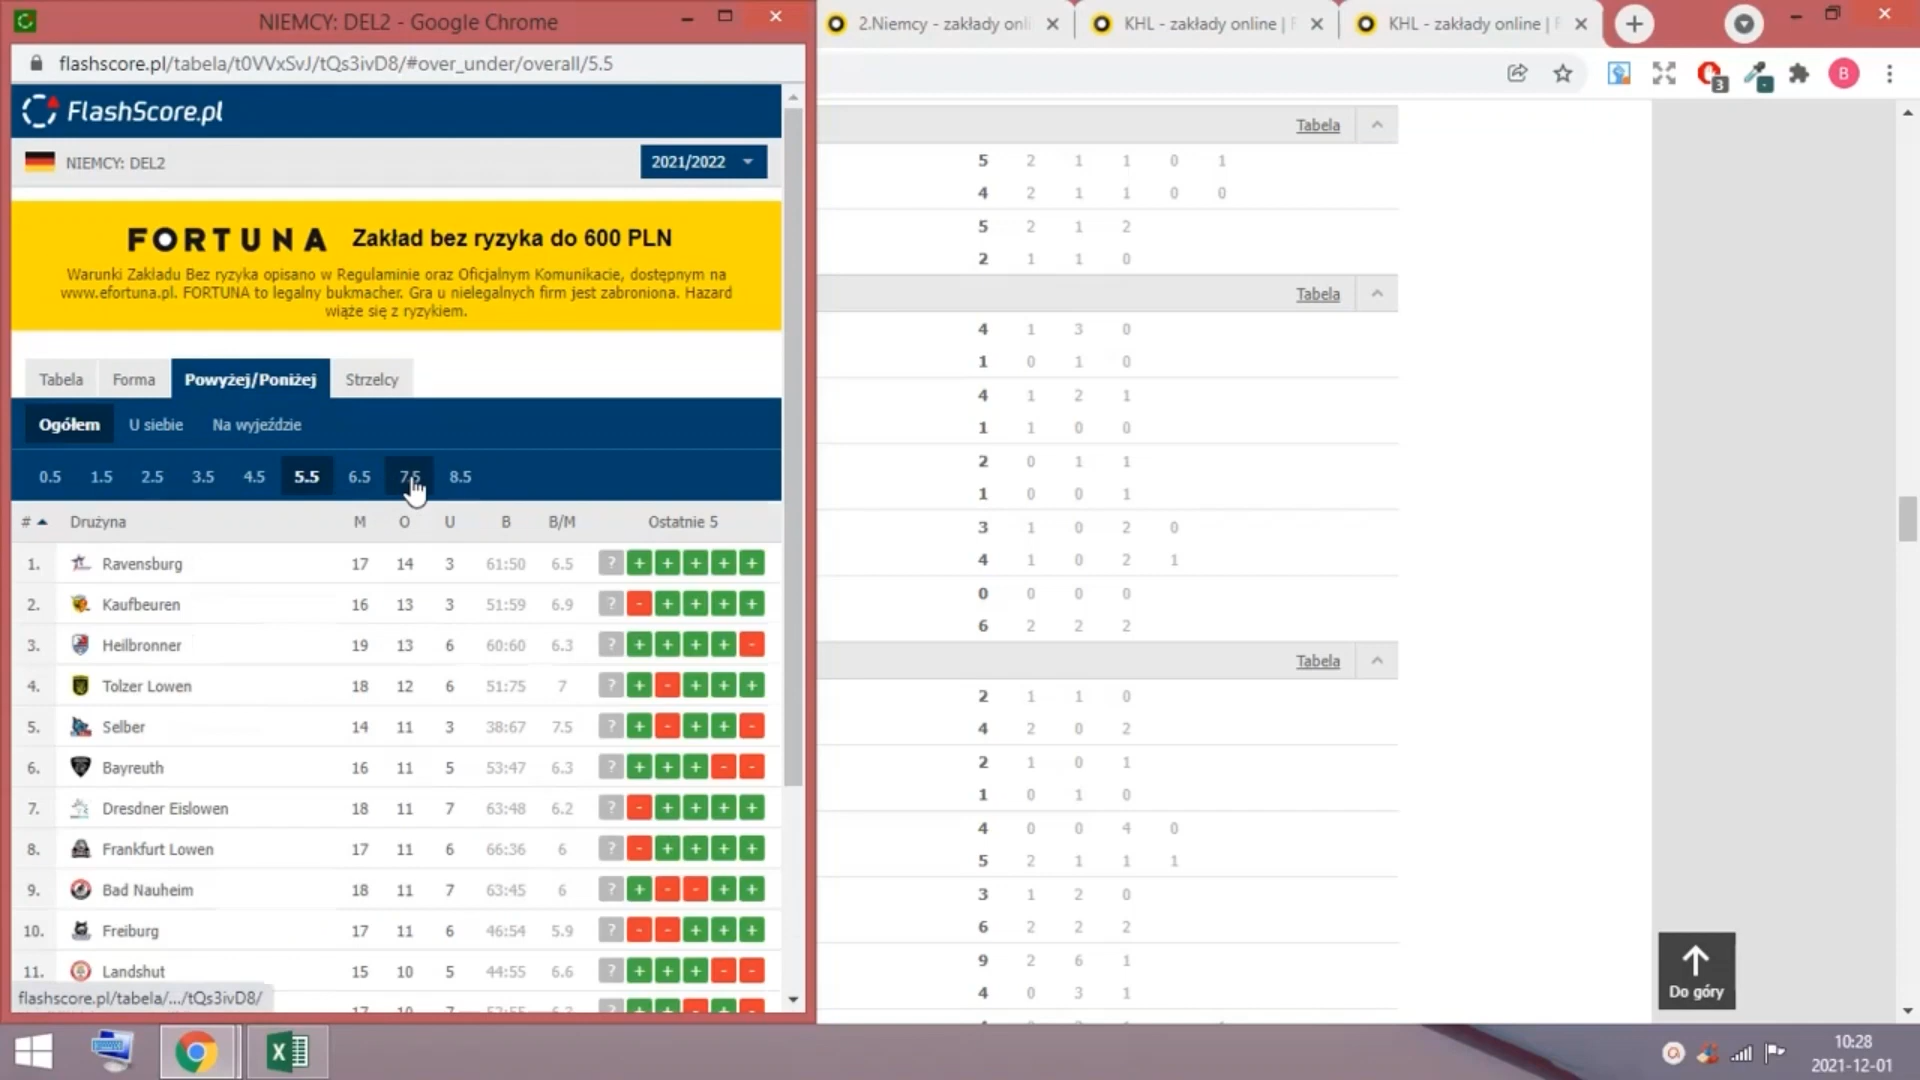 NIEMCY: DEL2 - Google Chrome
2.Niemcy - zakłady onl
KHL - zakłady online |
KHL - zakłady online |
flashscore.pl/tabela/t0VVxSvJ/tQs3ivD8/#over_under/overall/5.5
3
B
FlashScore.pl
NIEMCY: DEL2
2021/2022
FORTUNA Zakład bez ryzyka do 600 PLN
Warunki Zakładu Bez ryzyka opisano w Regulaminie oraz Oficjalnym Komunikacie, dostępnym na
www.efortuna.pl. FORTUNA to legalny bukmacher. Gra u nielegalnych firm jest zabroniona. Hazard
wiąże się z ryzykiem.
Tabela Forma Powyżej/Poniżej Strzelcy
Ogółem U siebie Na wyjeździe
0.5 1.5 2.5 3.5 4.5 5.5 6.5 7.5 8.5
# Drużyna M O U B B/M Ostatnie 5
1. Ravensburg 17 14 3 61:50 6.5 ? + + + + +
2. Kaufbeuren 16 13 3 51:59 6.9 ? - + + + +
3. Heilbronner 19 13 6 60:60 6.3 ? + + + + -
4. Tolzer Lowen 18 12 6 51:75 7 ? + - + + +
5. Selber 14 11 3 38:67 7.5 ? + - + + -
6. Bayreuth 16 11 5 53:47 6.3 ? + + + - -
7. Dresdner Eislowen 18 11 7 63:48 6.2 ? - + + + +
8. Frankfurt Lowen 17 11 6 66:36 6 ? - + + + +
9. Bad Nauheim 18 11 7 63:45 6 ? + - - + +
10. Freiburg 17 11 6 46:54 5.9 ? - - + + +
11. Landshut 15 10 5 44:55 6.6 ? + + + - -
flashscore.pl/tabela/.../tQs3ivD8/
Tabela
5 2 1 1 0 1
4 2 1 1 0 0
5 2 1 2
2 1 1 0
Tabela
4 1 3 0
1 0 1 0
4 1 2 1
1 1 0 0
2 0 1 1
1 0 0 1
3 1 0 2 0
4 1 0 2 1
0 0 0 0
6 2 2 2
Tabela
2 1 1 0
4 2 0 2
2 1 0 1
1 0 1 0
4 0 0 4 0
5 2 1 1 1
3 1 2 0
6 2 2 2
9 2 6 1
4 0 3 1
Do góry
10:28
2021-12-01